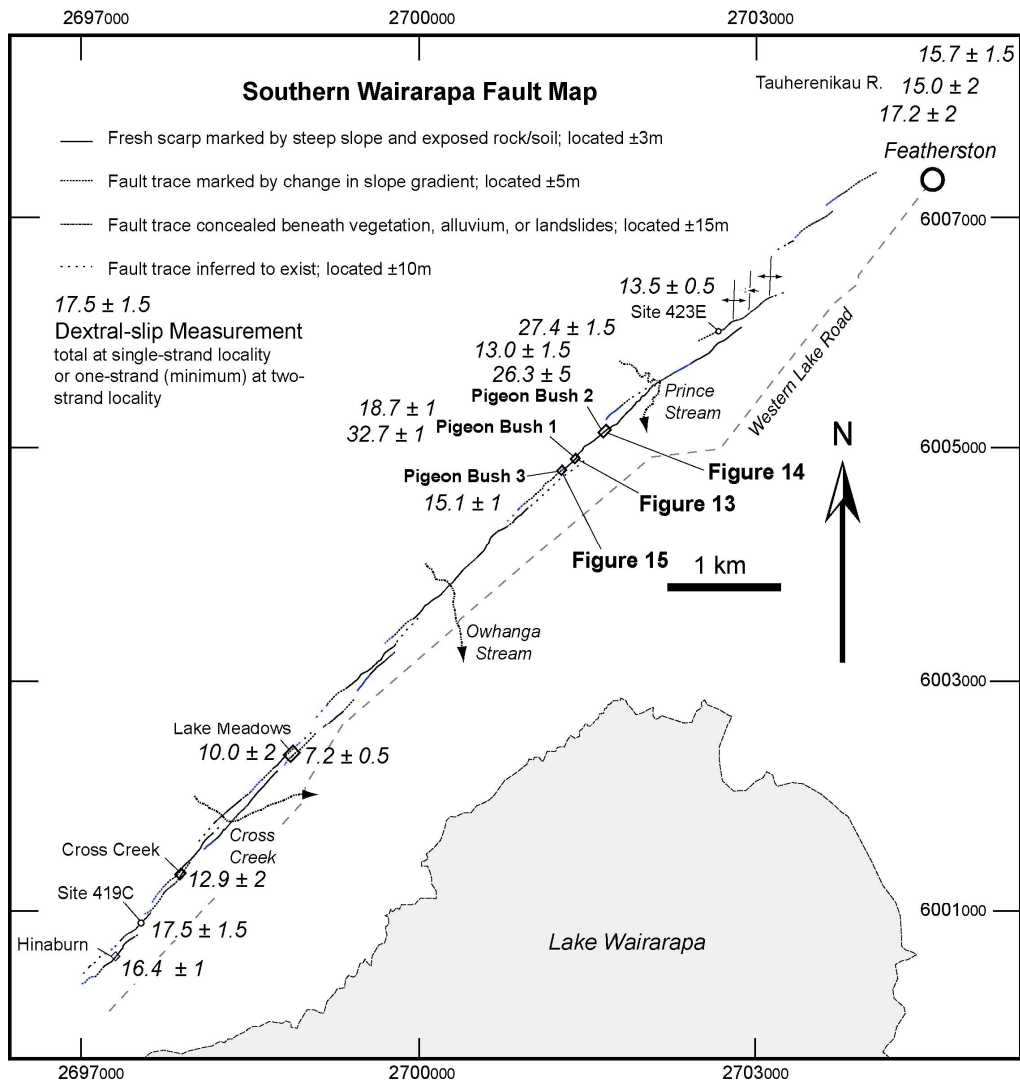 2697000 2700000 2703000
Southern Wairarapa Fault Map
Fresh scarp marked by steep slope and exposed rock/soil; located ±3m
Fault trace marked by change in slope gradient; located ±5m
Fault trace concealed beneath vegetation, alluvium, or landslides; located ±15m
Fault trace inferred to exist; located ±10m
17.5 ± 1.5
Dextral-slip Measurement
total at single-strand locality
or one-strand (minimum) at two-
strand locality
15.7 ± 1.5
Tauherenikau R. 15.0 ± 2
17.2 ± 2
Featherston
6007000
13.5 ± 0.5
Site 423E
27.4 ± 1.5
13.0 ± 1.5
26.3 ± 5
Pigeon Bush 2
Prince
Stream
Western Lake Road
18.7 ± 1
32.7 ± 1
Pigeon Bush 1
Pigeon Bush 3
15.1 ± 1
N
6005000
Figure 14
Figure 13
Figure 15
1 km
Owhanga
Stream
6003000
Lake Meadows
10.0 ± 2 7.2 ± 0.5
Cross
Creek
Cross Creek
12.9 ± 2
Site 419C
17.5 ± 1.5
Hinaburn
16.4 ± 1
6001000
Lake Wairarapa
2697000 2700000 2703000